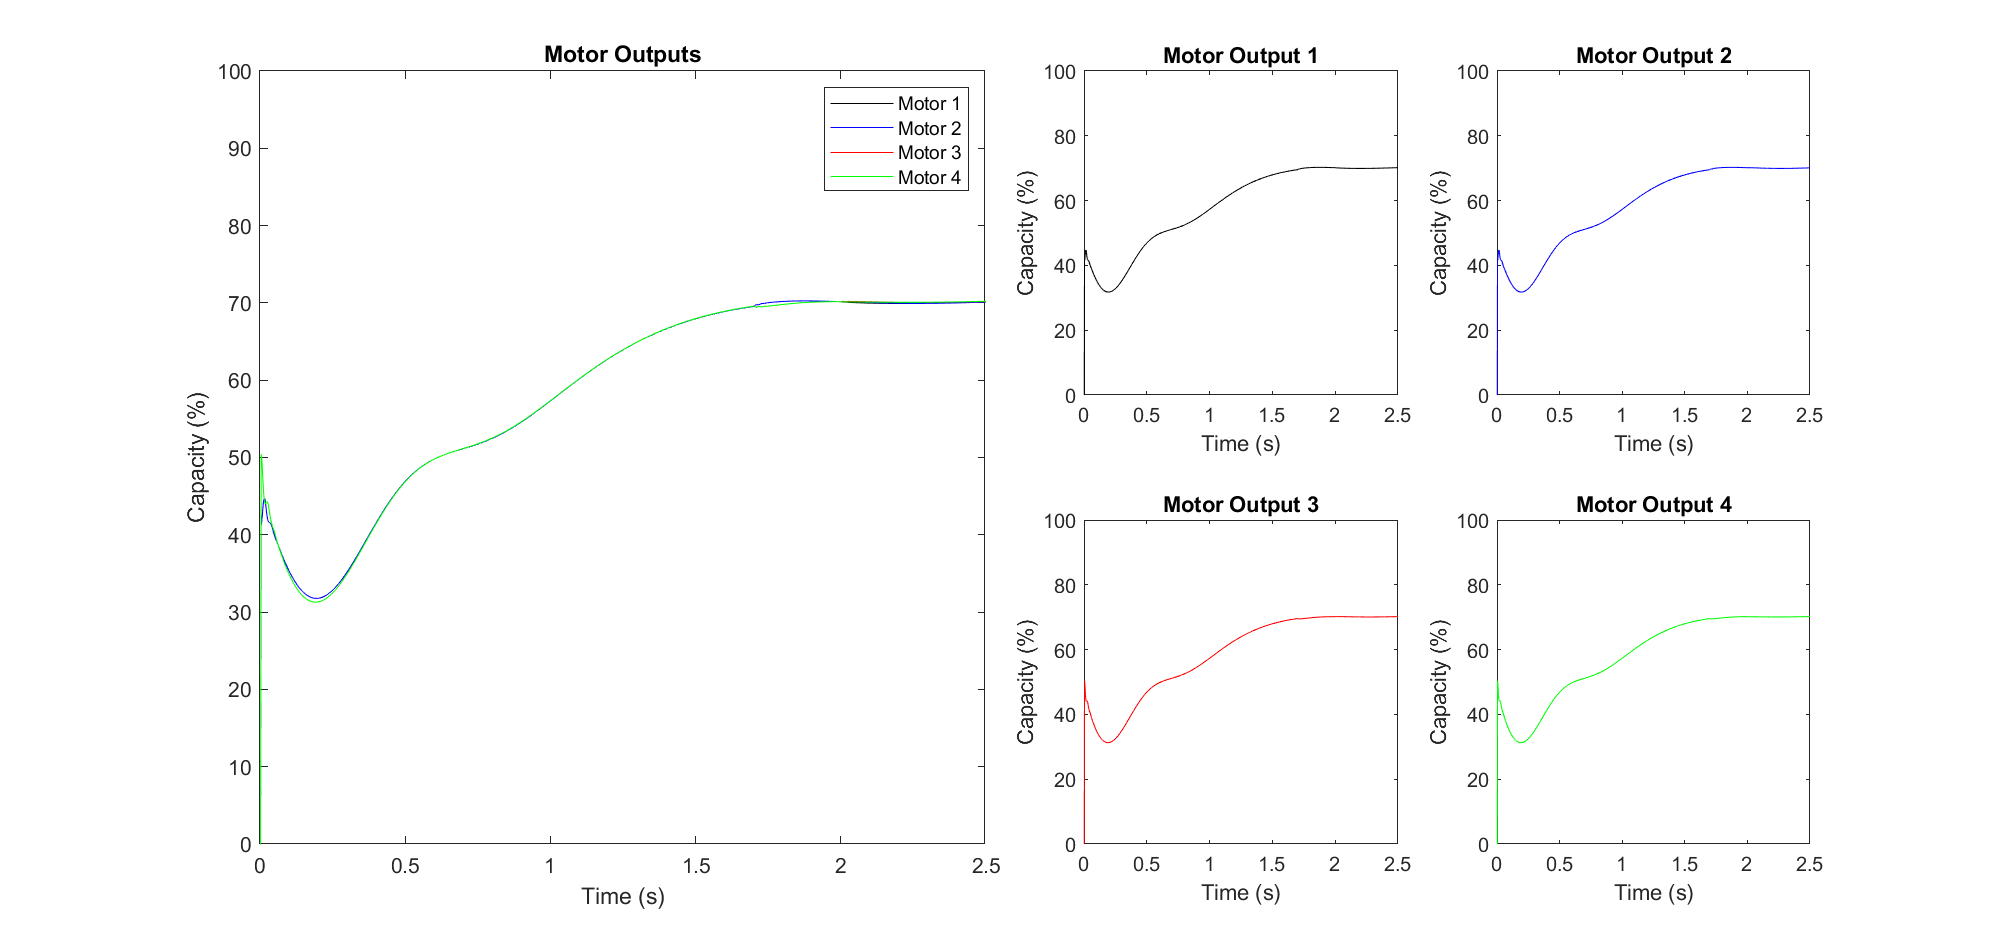 Motor Outputs
100
90
80
70
60
50
40
30
20
10
0
Capacity (%)
0 0.5 1 1.5 2 2.5
Time (s)
Motor 1
Motor 2
Motor 3
Motor 4
Motor Output 1
100
80
60
40
20
0
Capacity (%)
0 0.5 1 1.5 2 2.5
Time (s)
Motor Output 2
100
80
60
40
20
0
Capacity (%)
0 0.5 1 1.5 2 2.5
Time (s)
Motor Output 3
100
80
60
40
20
0
Capacity (%)
0 0.5 1 1.5 2 2.5
Time (s)
Motor Output 4
100
80
60
40
20
0
Capacity (%)
0 0.5 1 1.5 2 2.5
Time (s)